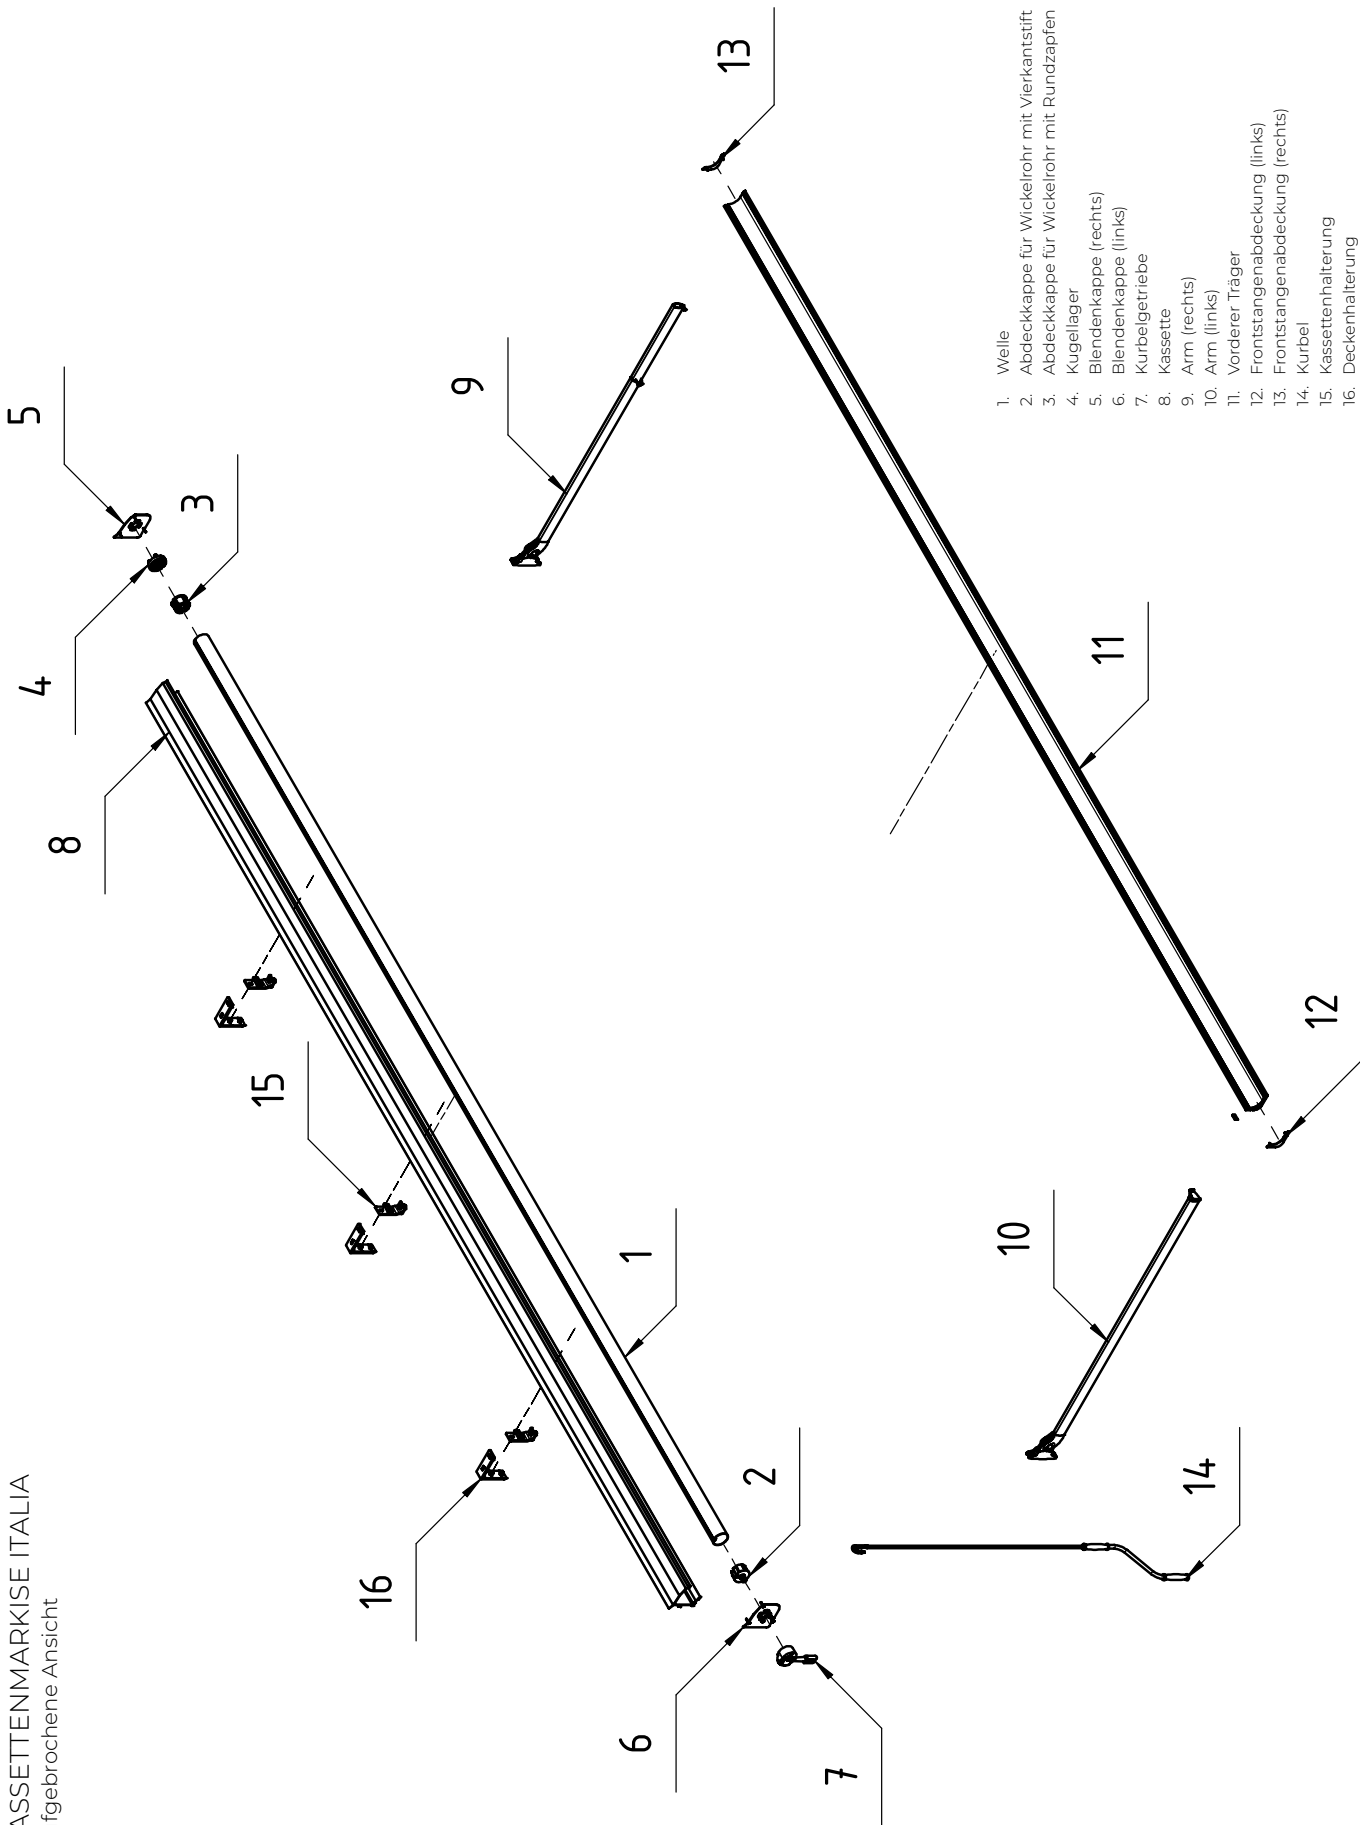 ASSETTENMARKISE ITALIA
fgebrochene Ansicht
5
4
8
3
15
16
9
6
1
13
2
7
10
11
14
12
1. Welle
2. Abdeckkappe für Wickelrohr mit Vierkantstift
3. Abdeckkappe für Wickelrohr mit Rundzapfen
4. Kugellager
5. Blendenkappe (rechts)
6. Blendenkappe (links)
7. Kurbelgetriebe
8. Kassette
9. Arm (rechts)
10. Arm (links)
11. Vorderer Träger
12. Frontstangenabdeckung (links)
13. Frontstangenabdeckung (rechts)
14. Kurbel
15. Kassettenhalterung
16. Deckenhalterung